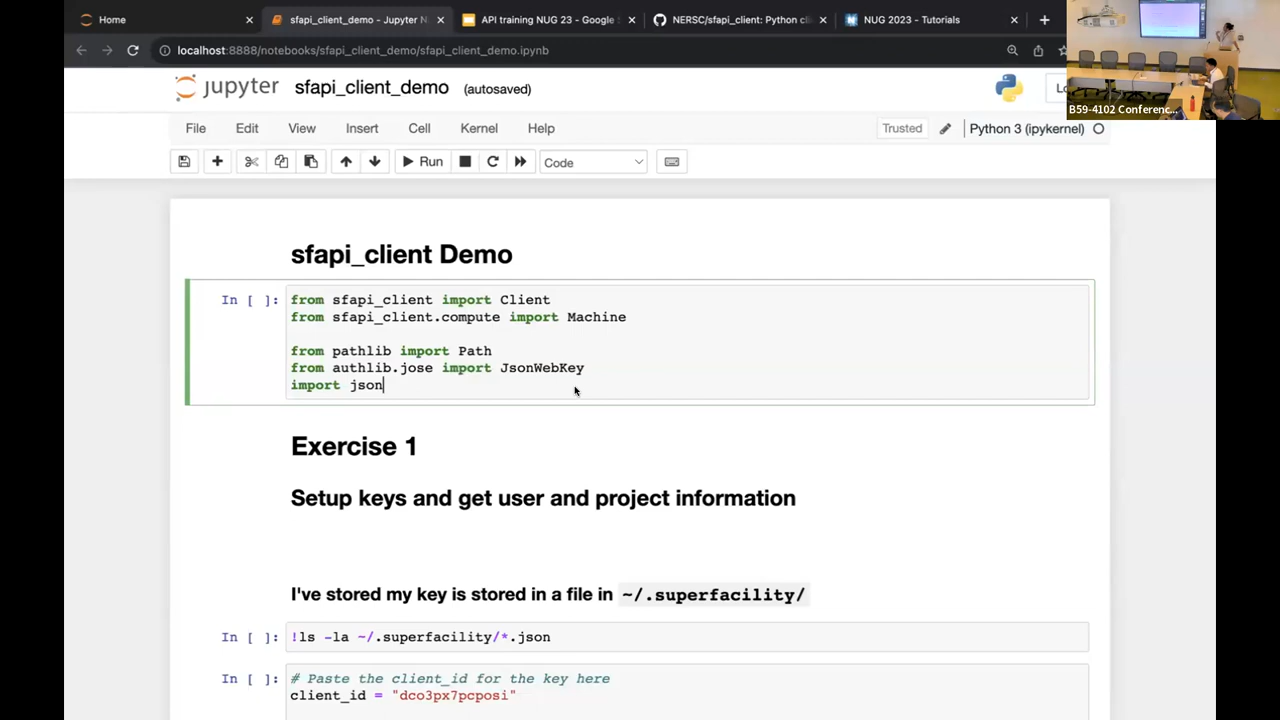 Home
sfapi_client_demo - Jupyter N
API training NUG 23 - Google
NERSC/sfapi_client: Python cli
NUG 2023 - Tutorials
localhost:8888/notebooks/sfapi_client_demo/sfapi_client_demo.ipynb
B59-4102 Conferenc...
jupyter sfapi_client_demo (autosaved)
Lo
File Edit View Insert Cell Kernel Help
Trusted Python 3 (ipykernel)
Run Code
sfapi_client Demo
In [ ]: from sfapi_client import Client
from sfapi_client.compute import Machine
from pathlib import Path
from authlib.jose import JsonWebKey
import json
Exercise 1
Setup keys and get user and project information
I've stored my key is stored in a file in ~/.superfacility/
In [ ]: !ls -la ~/.superfacility/*.json
In [ ]: # Paste the client_id for the key here
client_id = "dco3px7pcposi"